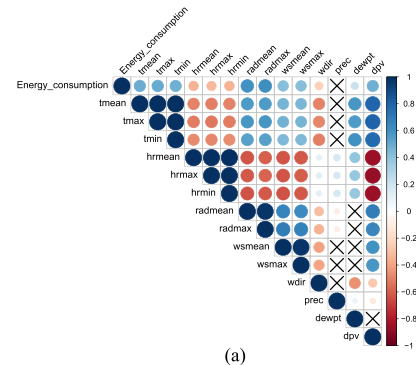 Energy_consumption
tmean
tmax
tmin
hrmean
hrmax
hrmin
radmean
radmax
wsmean
wsmax
wdir
prec
dewpt
dpv
Energy_consumption
tmean
tmax
tmin
hrmean
hrmax
hrmin
radmean
radmax
wsmean
wsmax
wdir
prec
dewpt
dpv
1
0.8
0.6
0.4
0.2
0
−0.2
−0.4
−0.6
−0.8
−1
(a)